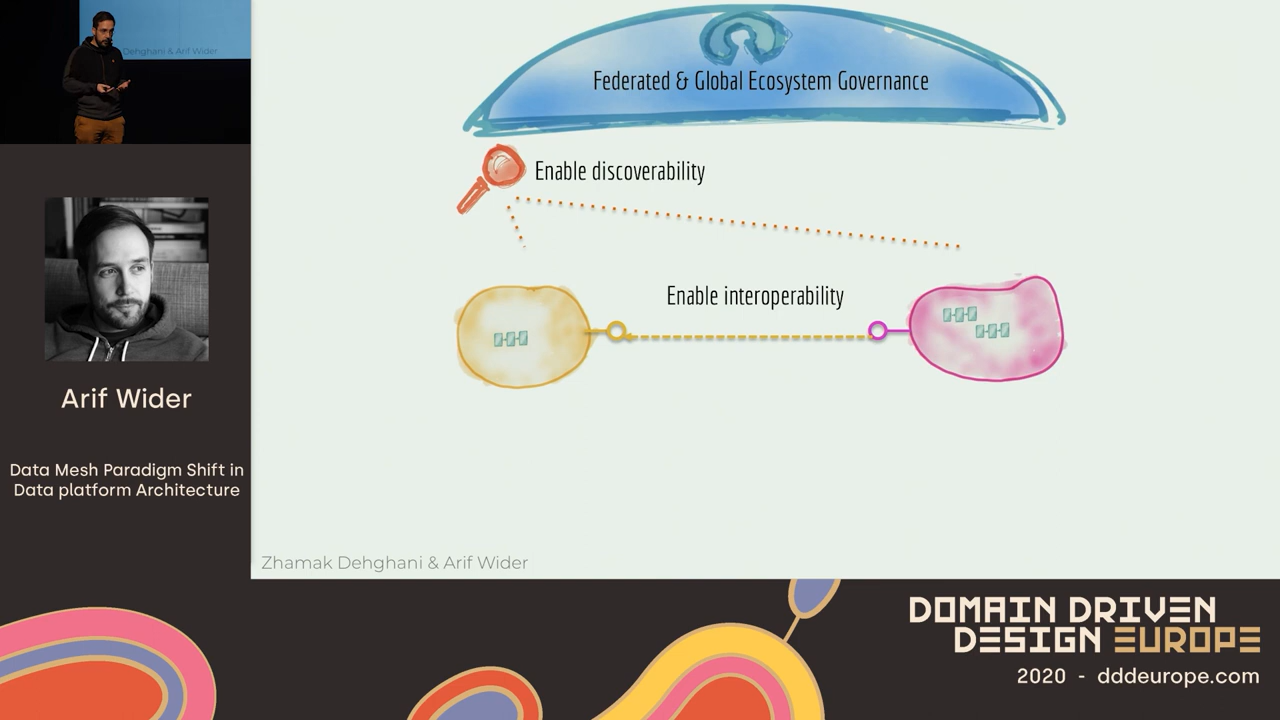 Dehghani & Arif Wider
Arif Wider
Data Mesh Paradigm Shift in
Data platform Architecture
Federated & Global Ecosystem Governance
Enable discoverability
Enable interoperability
Zhamak Dehghani & Arif Wider
DOMAIN DRIVEN
DESIGN EUROPE
2020 - dddeurope.com